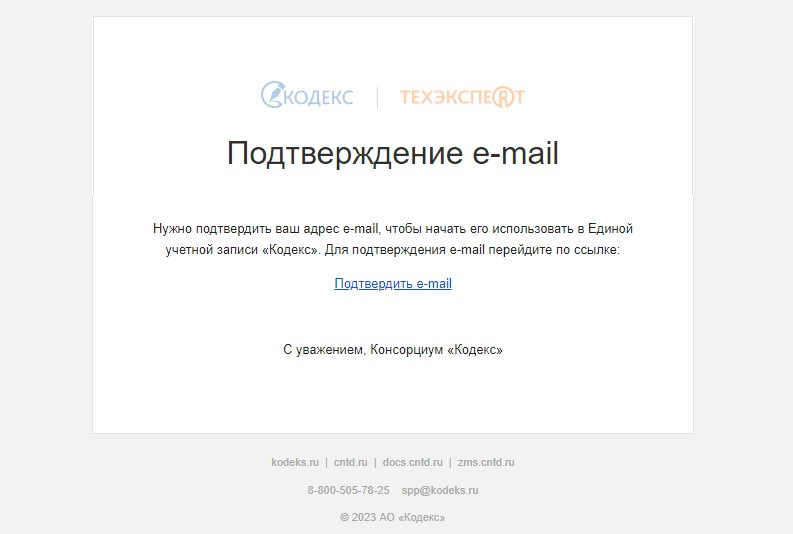 КОДЕКС | ТЕХЭКСПЕRТ
Подтверждение e-mail
Нужно подтвердить ваш адрес e-mail, чтобы начать его использовать в Единой
учетной записи «Кодекс». Для подтверждения e-mail перейдите по ссылке:
Подтвердить e-mail
С уважением, Консорциум «Кодекс»
kodeks.ru | cntd.ru | docs.cntd.ru | zms.cntd.ru
8-800-505-78-25 spp@kodeks.ru
© 2023 АО «Кодекс»